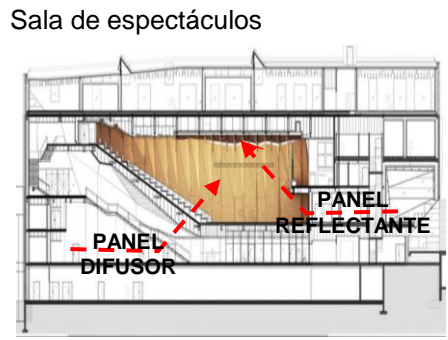 Sala de espectáculos
PANEL
REFLECTANTE
PANEL
DIFUSOR